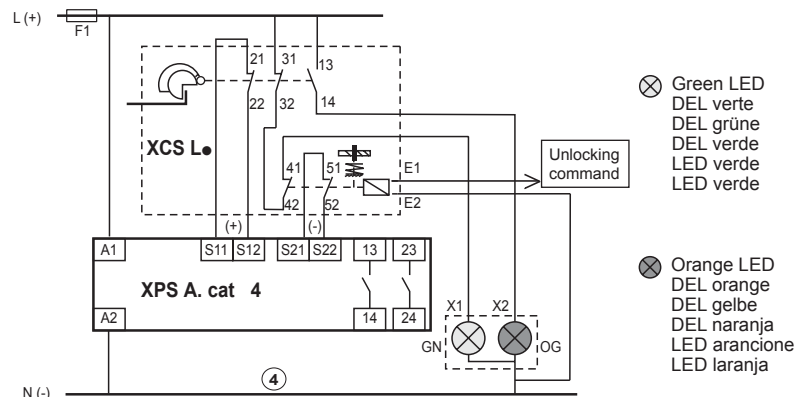 L (+)
F1
21
31
13
22
32
14
XCS L●
41
51
E1
42
52
E2
Unlocking
command
(+)
(-)
A1
S11
S12
S21
S22
13
23
XPS A. cat 4
A2
14
24
X1
X2
GN
OG
4
N (-)
Green LED
DEL verte
DEL grüne
DEL verde
LED verde
LED verde
Orange LED
DEL orange
DEL gelbe
DEL naranja
LED arancione
LED laranja